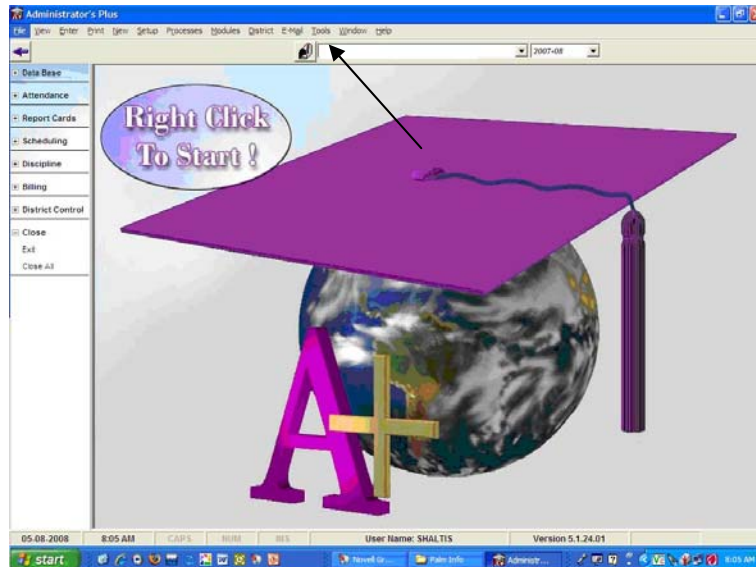 Administrator's Plus
File View Enter Print New Setup Processes Modules District E-Mail Tools Window Help
2007-08
Data Base
Attendance
Report Cards
Scheduling
Discipline
Billing
District Control
Close
Exit
Close All
Right Click
To Start !
A+
05-08-2008 8:05 AM CAPS NUM INS User Name: SHALTIS Version 5.1.24.01
start Novell Gr... Palm Info Administr... 8:05 AM